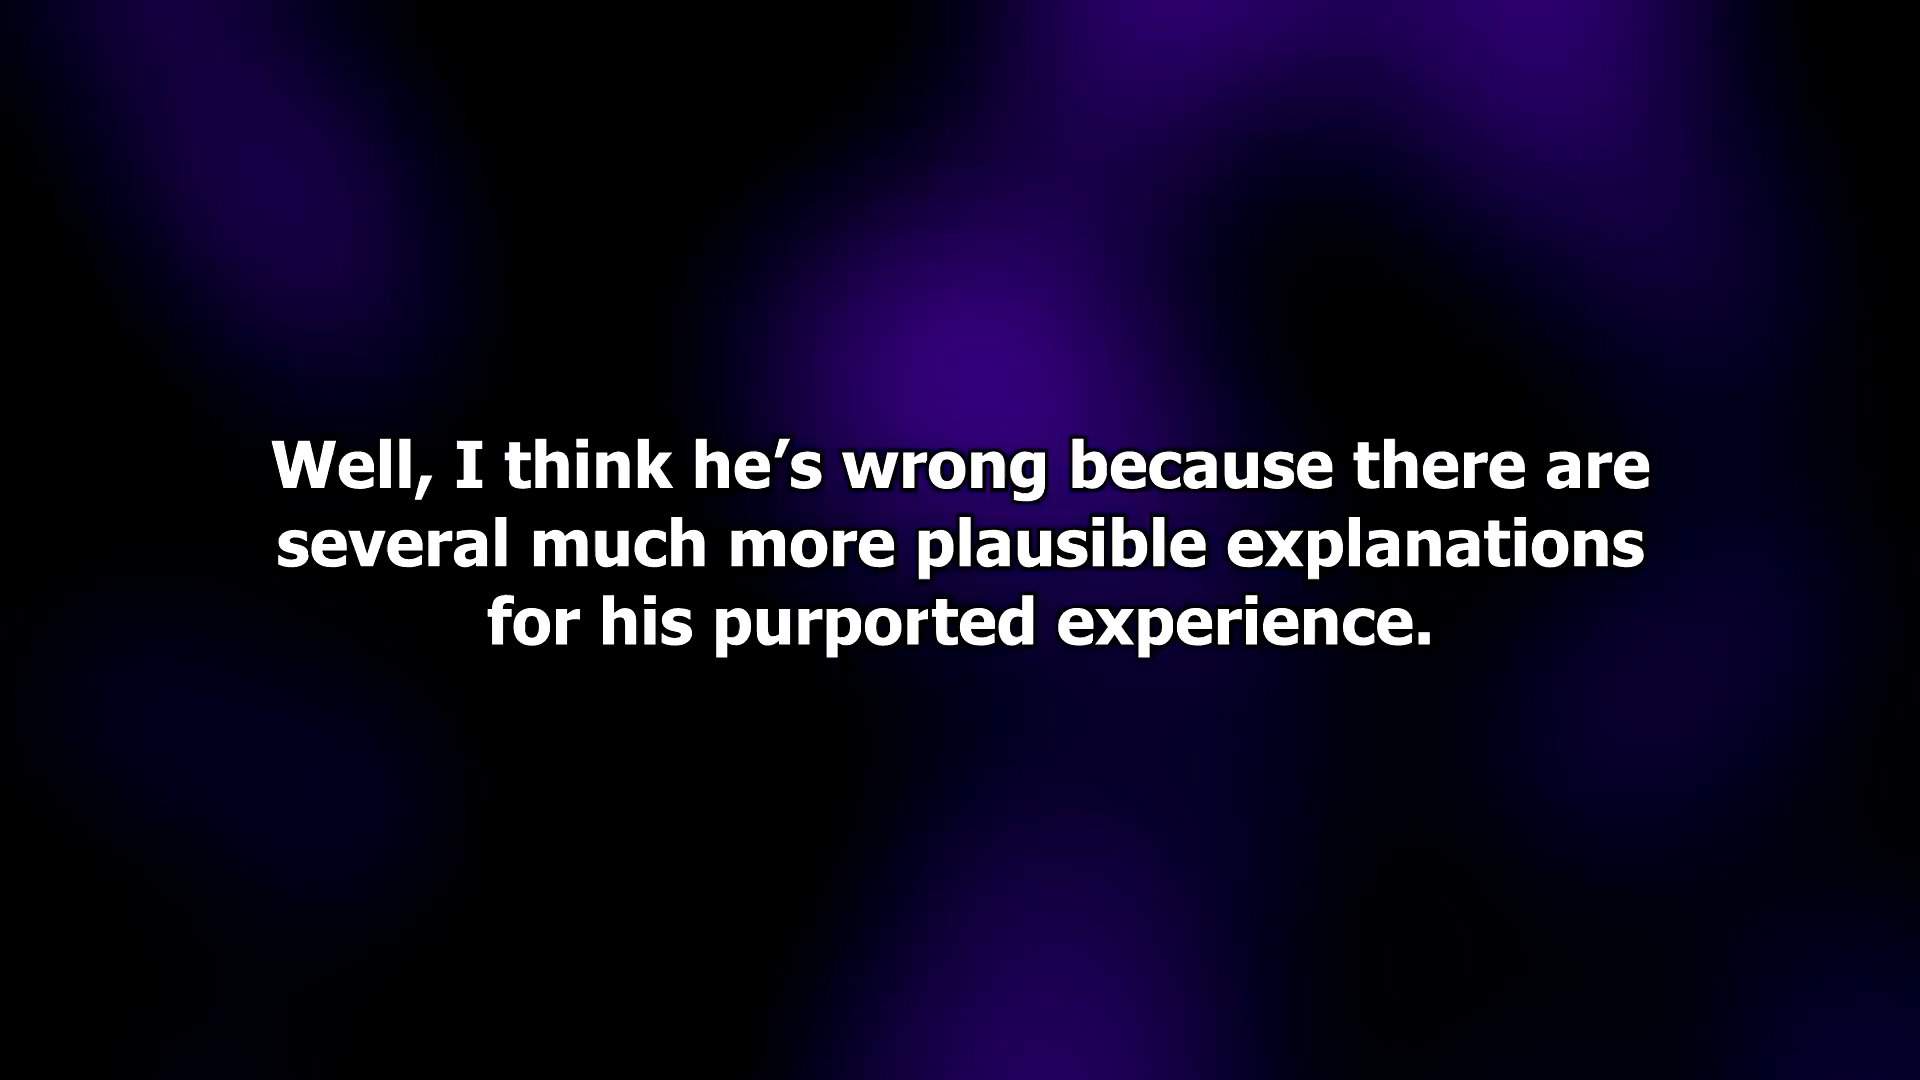 Well, I think he’s wrong because there are
several much more plausible explanations
for his purported experience.